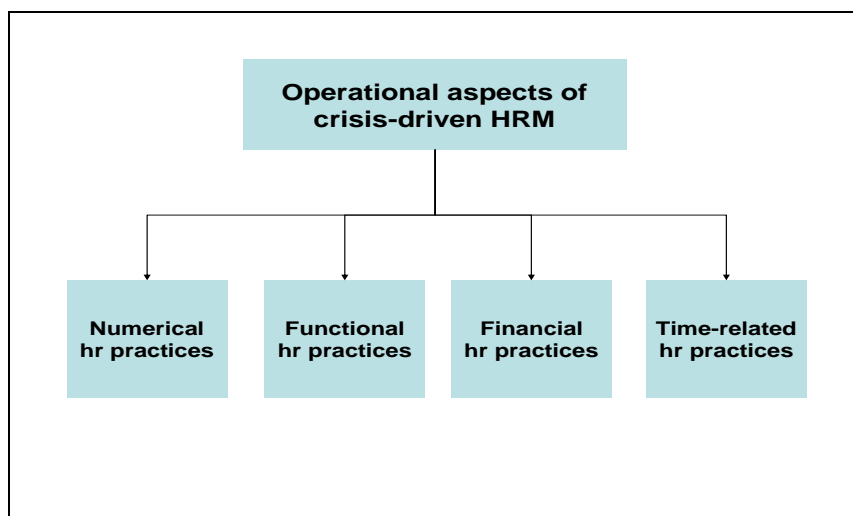 Operational aspects of
crisis-driven HRM
Numerical
hr practices
Functional
hr practices
Financial
hr practices
Time-related
hr practices